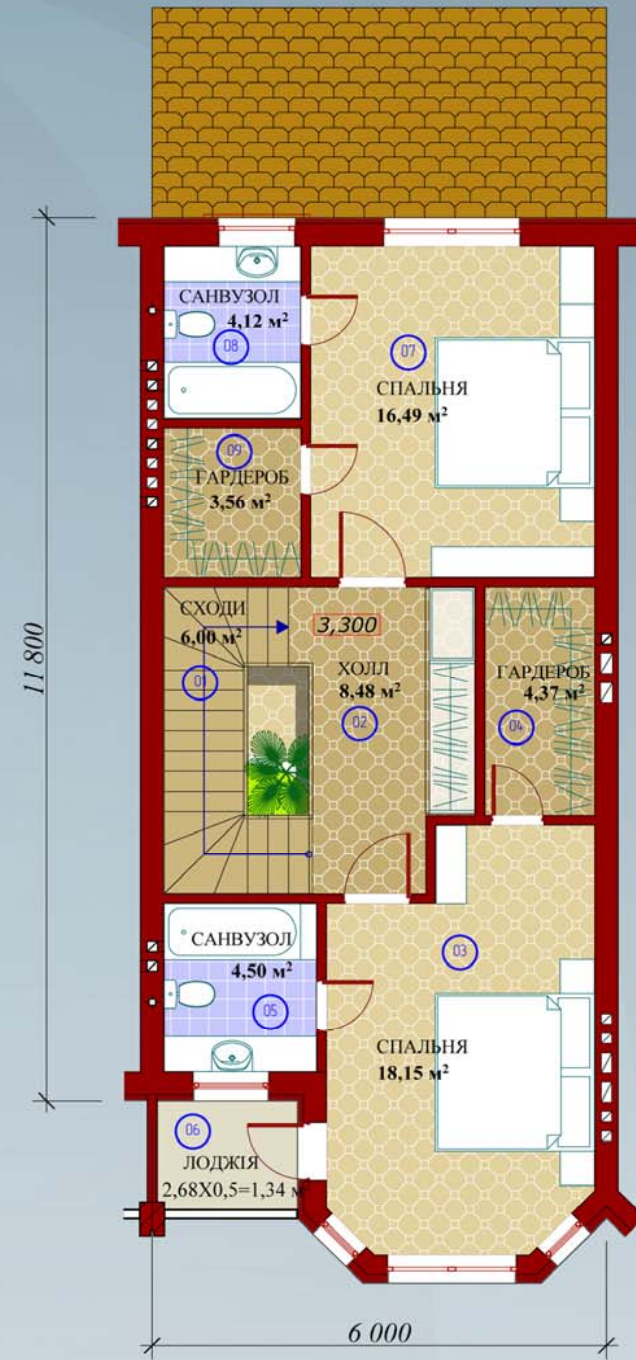 САНВУЗОЛ
4,12 м²
08
07
СПАЛЬНЯ
16,49 м²
09
ГАРДЕРОБ
3,56 м²
СХОДИ
6,00 м²
01
3,300
ХОЛЛ
8,48 м²
02
ГАРДЕРОБ
4,37 м²
04
11 800
САНВУЗОЛ
4,50 м²
05
03
СПАЛЬНЯ
18,15 м²
06
ЛОДЖІЯ
2,68X0,5=1,34 м
6 000